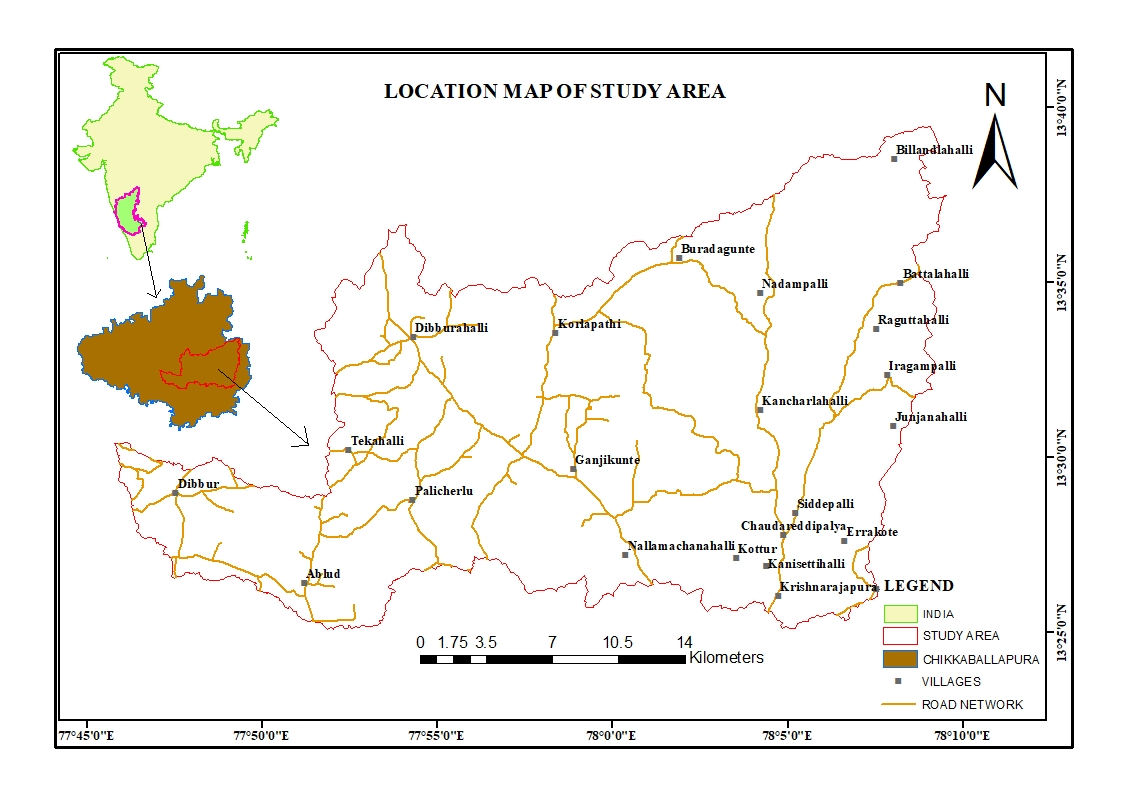 LOCATION MAP OF STUDY AREA
N
13°40'0"N
Billandlahalli
Buradagunte
Battalahalli
13°35'0"N
Nadampalli
Raguttahalli
Korlapathi
Dibburahalli
Iragampalli
Kancharlahalli
Junjanahalli
Tekahalli
13°30'0"N
Ganjikunte
Dibbur
Palicherlu
Siddepalli
Chaudareddipalya
Errakote
Nallamachanahalli
Kottur
Kanisettihalli
Ablud
Krishnarajapura
LEGEND
INDIA
STUDY AREA
CHIKKABALLAPURA
VILLAGES
ROAD NETWORK
13°25'0"N
0 1.75 3.5 7 10.5 14
Kilometers
77°45'0"E 77°50'0"E 77°55'0"E 78°0'0"E 78°5'0"E 78°10'0"E